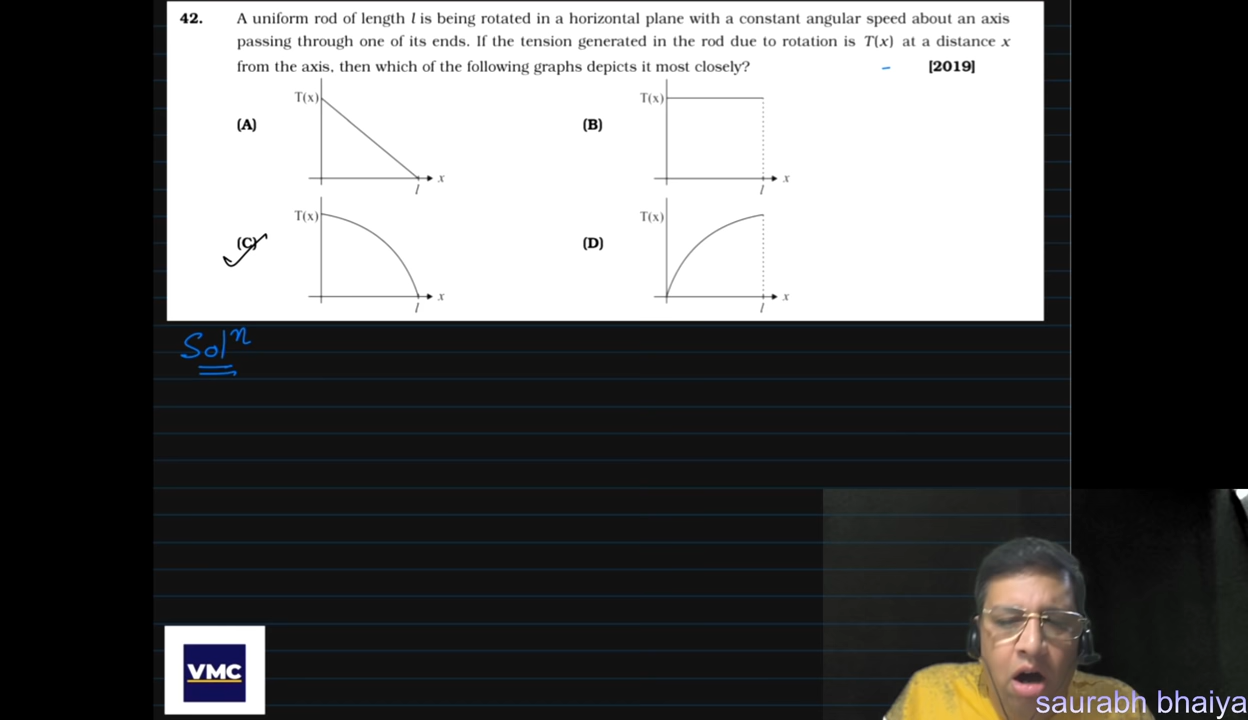 42. A uniform rod of length l is being rotated in a horizontal plane with a constant angular speed about an axis
passing through one of its ends. If the tension generated in the rod due to rotation is T(x) at a distance x
from the axis, then which of the following graphs depicts it most closely? [2019]
(A) T(x) x l
(B) T(x) x l
(C) T(x) x l
(D) T(x) x l
Solⁿ
VMC
saurabh bhaiya